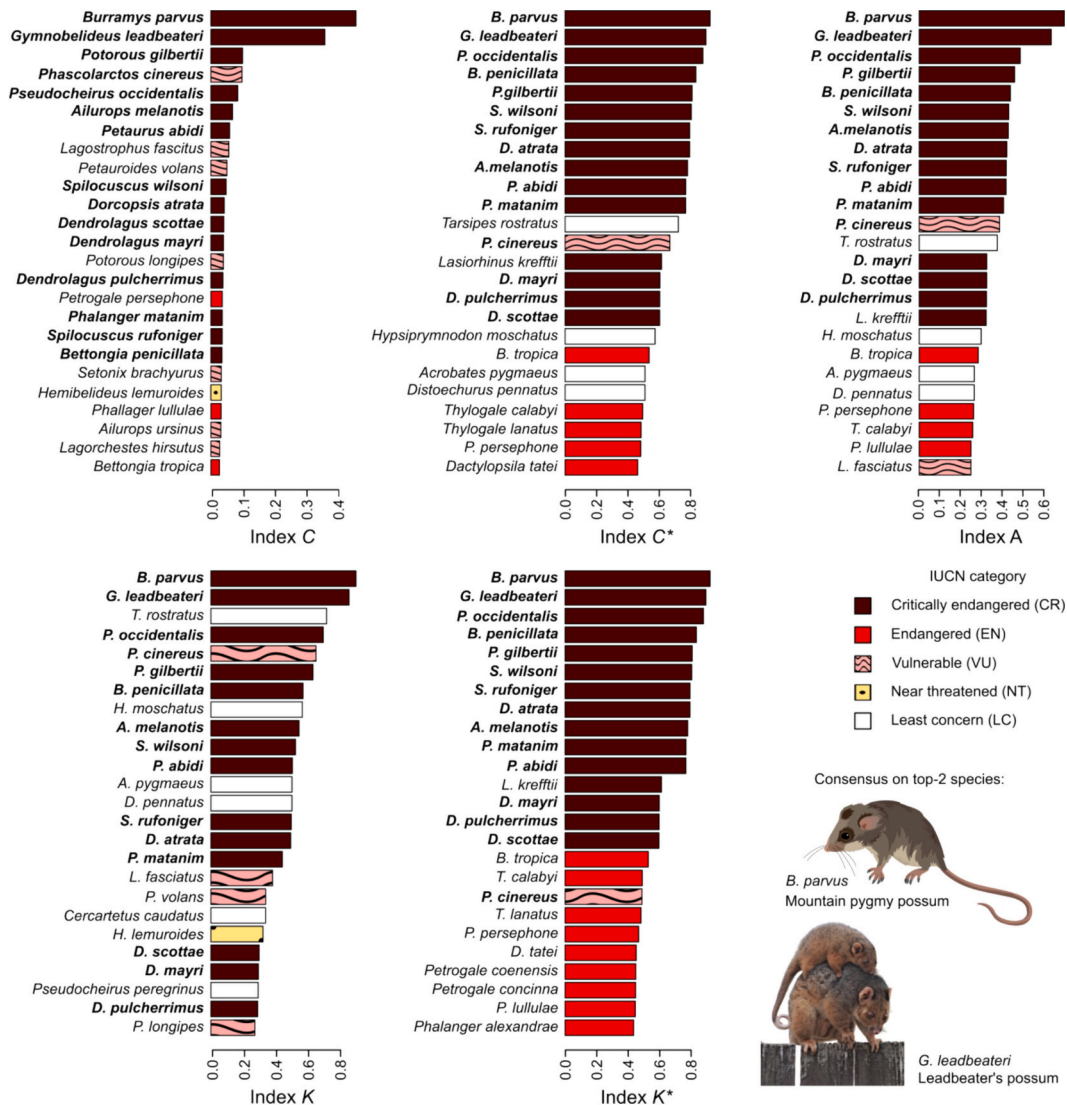 Burramys parvus
Gymnobelideus leadbeateri
Potorous gilbertii
Phascolarctos cinereus
Pseudocheirus occidentalis
Ailurops melanotis
Petaurus abidi
Lagostrophus fascitus
Petauroides volans
Spilocuscus wilsoni
Dorcopsis atrata
Dendrolagus scottae
Dendrolagus mayri
Potorous longipes
Dendrolagus pulcherrimus
Petrogale persephone
Phalanger matanim
Spilocuscus rufoniger
Bettongia penicillata
Setonix brachyurus
Hemibelideus lemuroides
Phallager lullulae
Ailurops ursinus
Lagorchestes hirsutus
Bettongia tropica
0.0 0.1 0.2 0.3 0.4
Index C
B. parvus
G. leadbeateri
P. occidentalis
B. penicillata
P.gilbertii
S. wilsoni
S. rufoniger
D. atrata
A.melanotis
P. abidi
P. matanim
Tarsipes rostratus
P. cinereus
Lasiorhinus krefftii
D. mayri
D. pulcherrimus
D. scottae
Hypsiprymnodon moschatus
B. tropica
Acrobates pygmaeus
Distoechurus pennatus
Thylogale calabyi
Thylogale lanatus
P. persephone
Dactylopsila tatei
0.0 0.2 0.4 0.6 0.8
Index C*
B. parvus
G. leadbeateri
P. occidentalis
P. gilbertii
B. penicillata
S. wilsoni
A.melanotis
D. atrata
S. rufoniger
P. abidi
P. matanim
P. cinereus
T. rostratus
D. mayri
D. scottae
D. pulcherrimus
L. krefftii
H. moschatus
B. tropica
A. pygmaeus
D. pennatus
P. persephone
T. calabyi
P. lullulae
L. fasciatus
0.0 0.1 0.2 0.3 0.4 0.5 0.6
Index A
B. parvus
G. leadbeateri
T. rostratus
P. occidentalis
P. cinereus
P. gilbertii
B. penicillata
H. moschatus
A. melanotis
S. wilsoni
P. abidi
A. pygmaeus
D. pennatus
S. rufoniger
D. atrata
P. matanim
L. fasciatus
P. volans
Cercartetus caudatus
H. lemuroides
D. scottae
D. mayri
Pseudocheirus peregrinus
D. pulcherrimus
P. longipes
0.0 0.2 0.4 0.6 0.8
Index K
B. parvus
G. leadbeateri
P. occidentalis
B. penicillata
P. gilbertii
S. wilsoni
S. rufoniger
D. atrata
A. melanotis
P. matanim
P. abidi
L. krefftii
D. mayri
D. pulcherrimus
D. scottae
B. tropica
T. calabyi
P. cinereus
T. lanatus
P. persephone
D. tatei
Petrogale coenensis
Petrogale concinna
P. lullulae
Phalanger alexandrae
0.0 0.2 0.4 0.6 0.8
Index K*
IUCN category
Critically endangered (CR)
Endangered (EN)
Vulnerable (VU)
Near threatened (NT)
Least concern (LC)
Consensus on top-2 species:
B. parvus
Mountain pygmy possum
G. leadbeateri
Leadbeater's possum